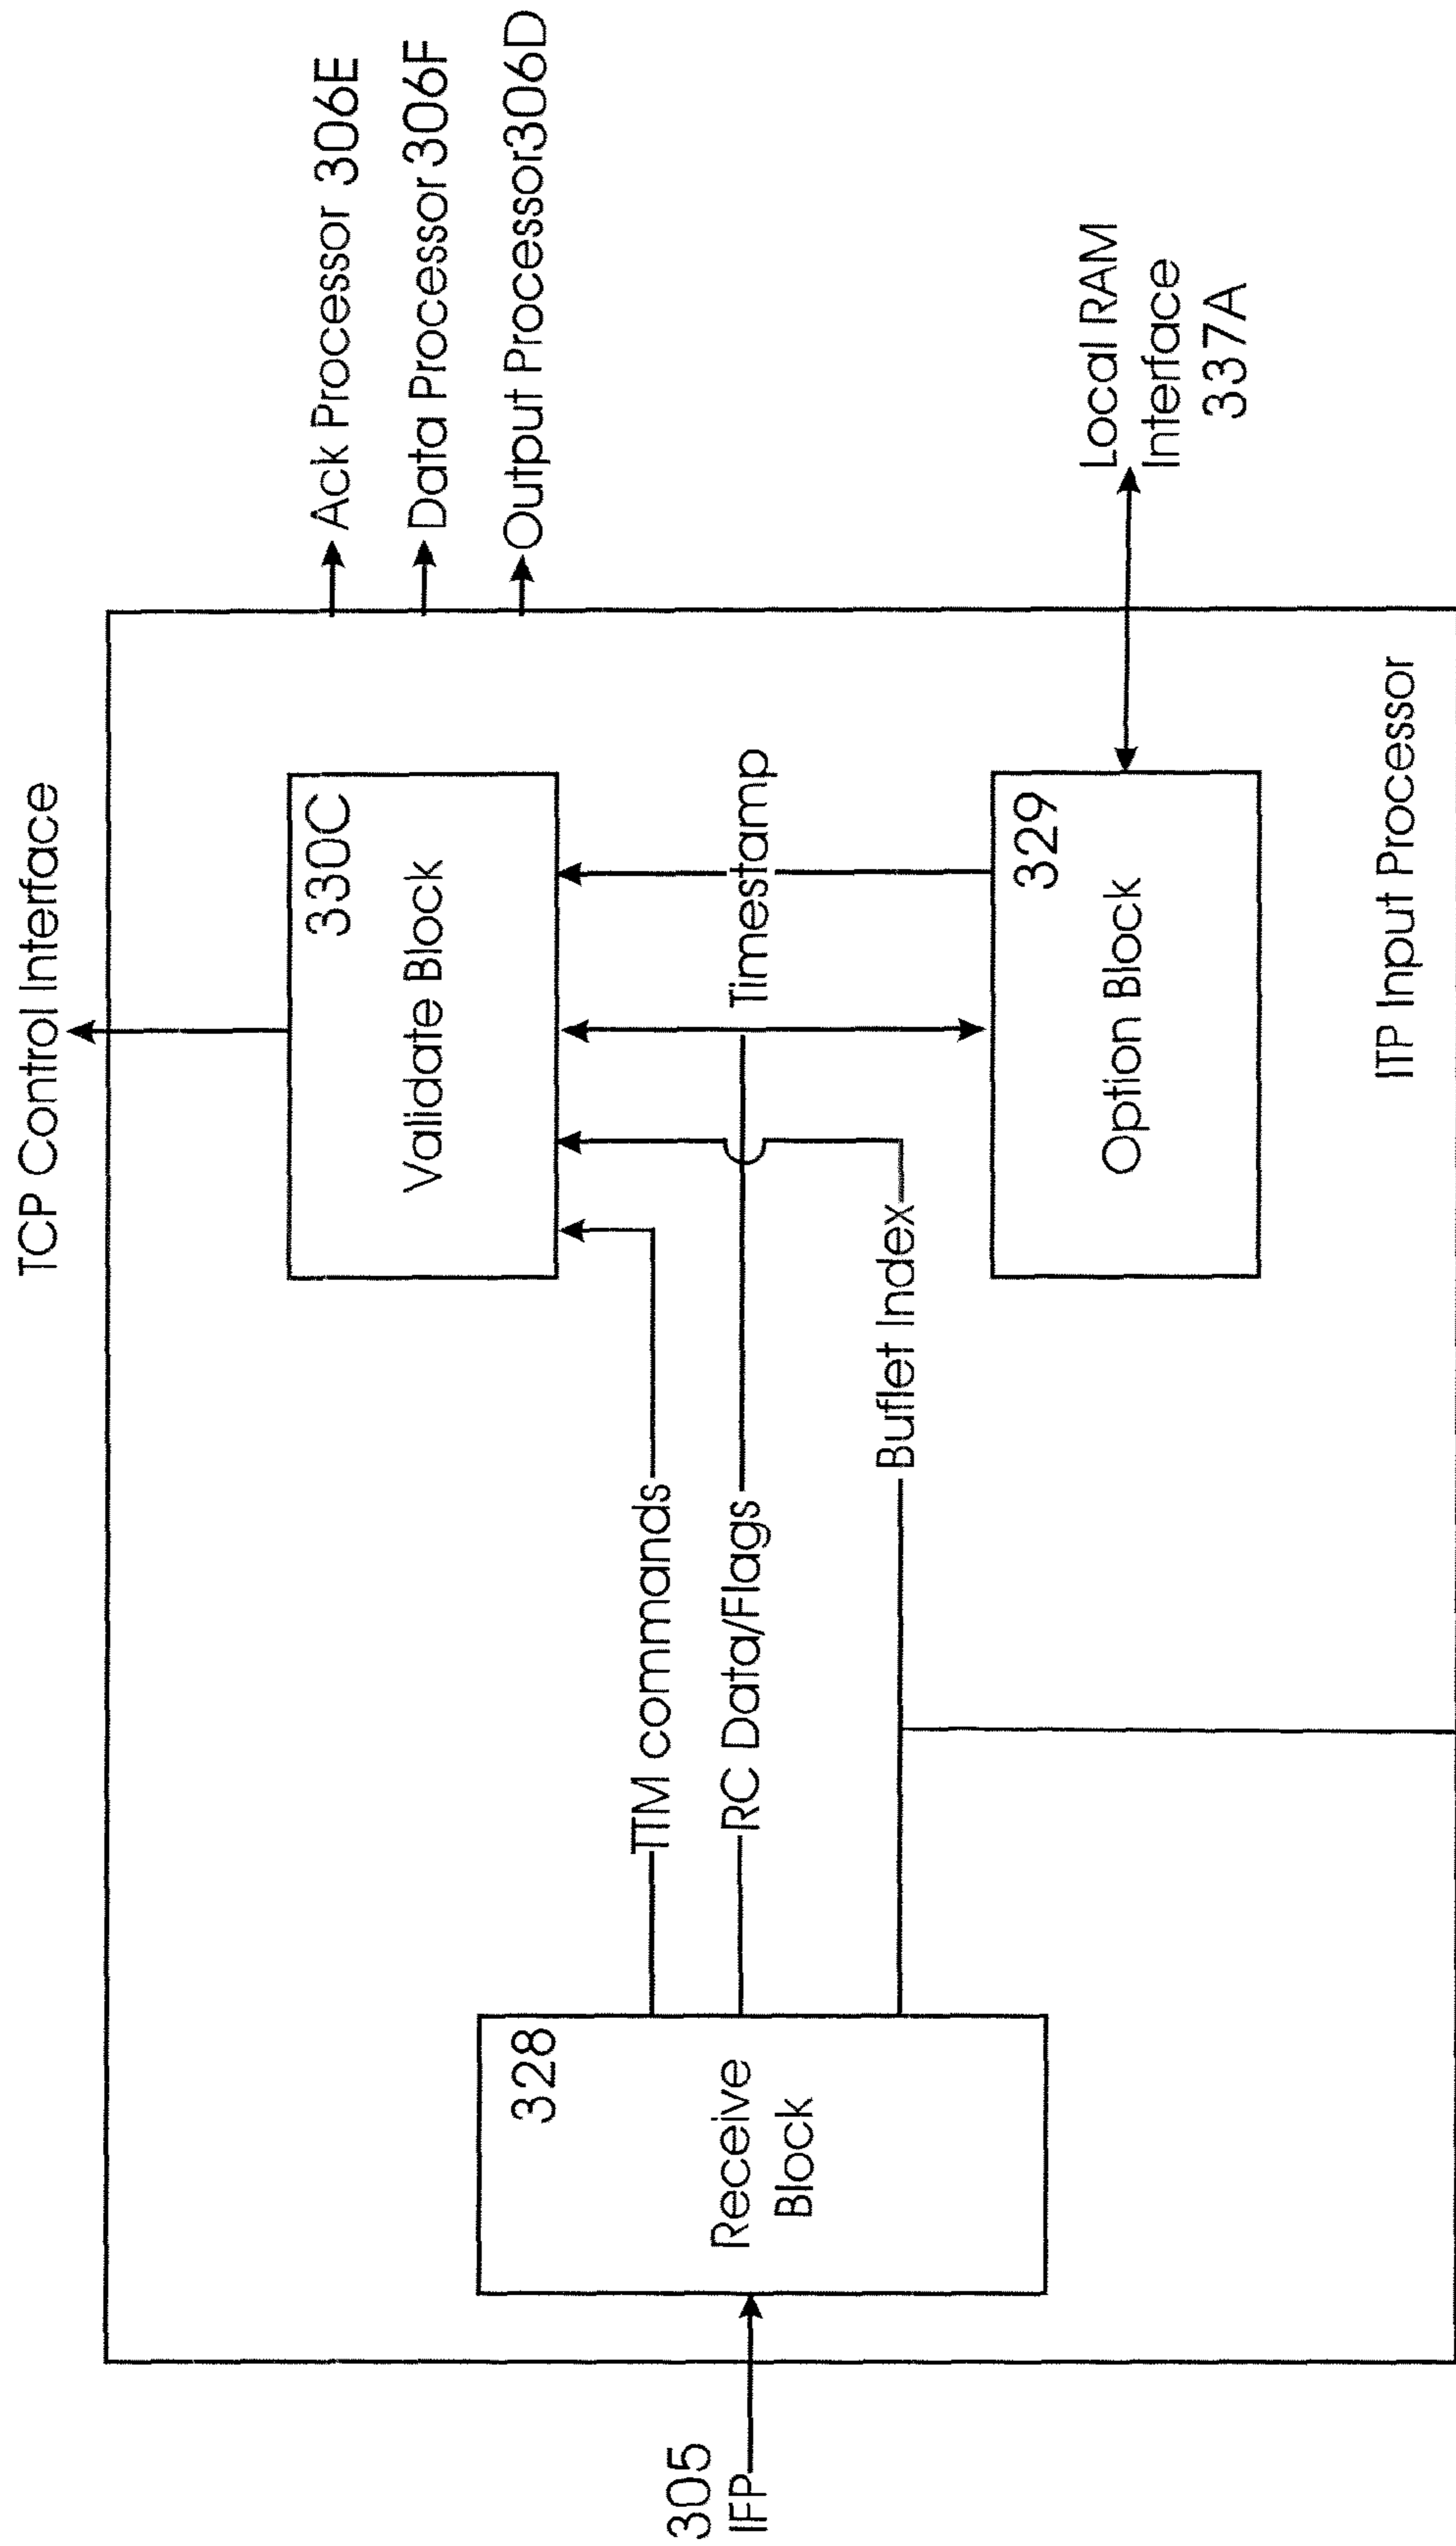 TCP Control Interface
330C
Validate Block
Ack Processor 306E
Data Processor 306F
Output Processor306D
TTM commands
RC Data/Flags
Timestamp
Buflet Index
328
Receive
Block
305
IFP
329
Option Block
Local RAM
Interface
337A
ITP Input Processor